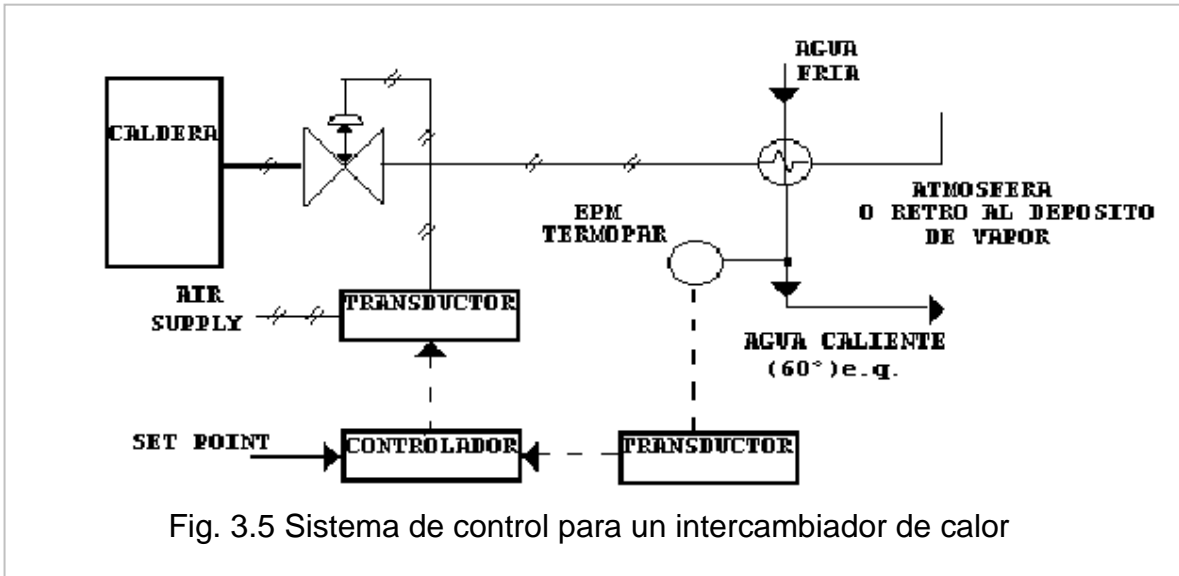 AGUA
FRIA
CALDERA
ATMOSFERA
O RETRO AL DEPOSITO
DE VAPOR
EPM
TERMOPAR
AIR
SUPPLY
TRANSDUCTOR
AGUA CALIENTE
(60°)e.q.
SET POINT
CONTROLADOR
TRANSDUCTOR
Fig. 3.5 Sistema de control para un intercambiador de calor